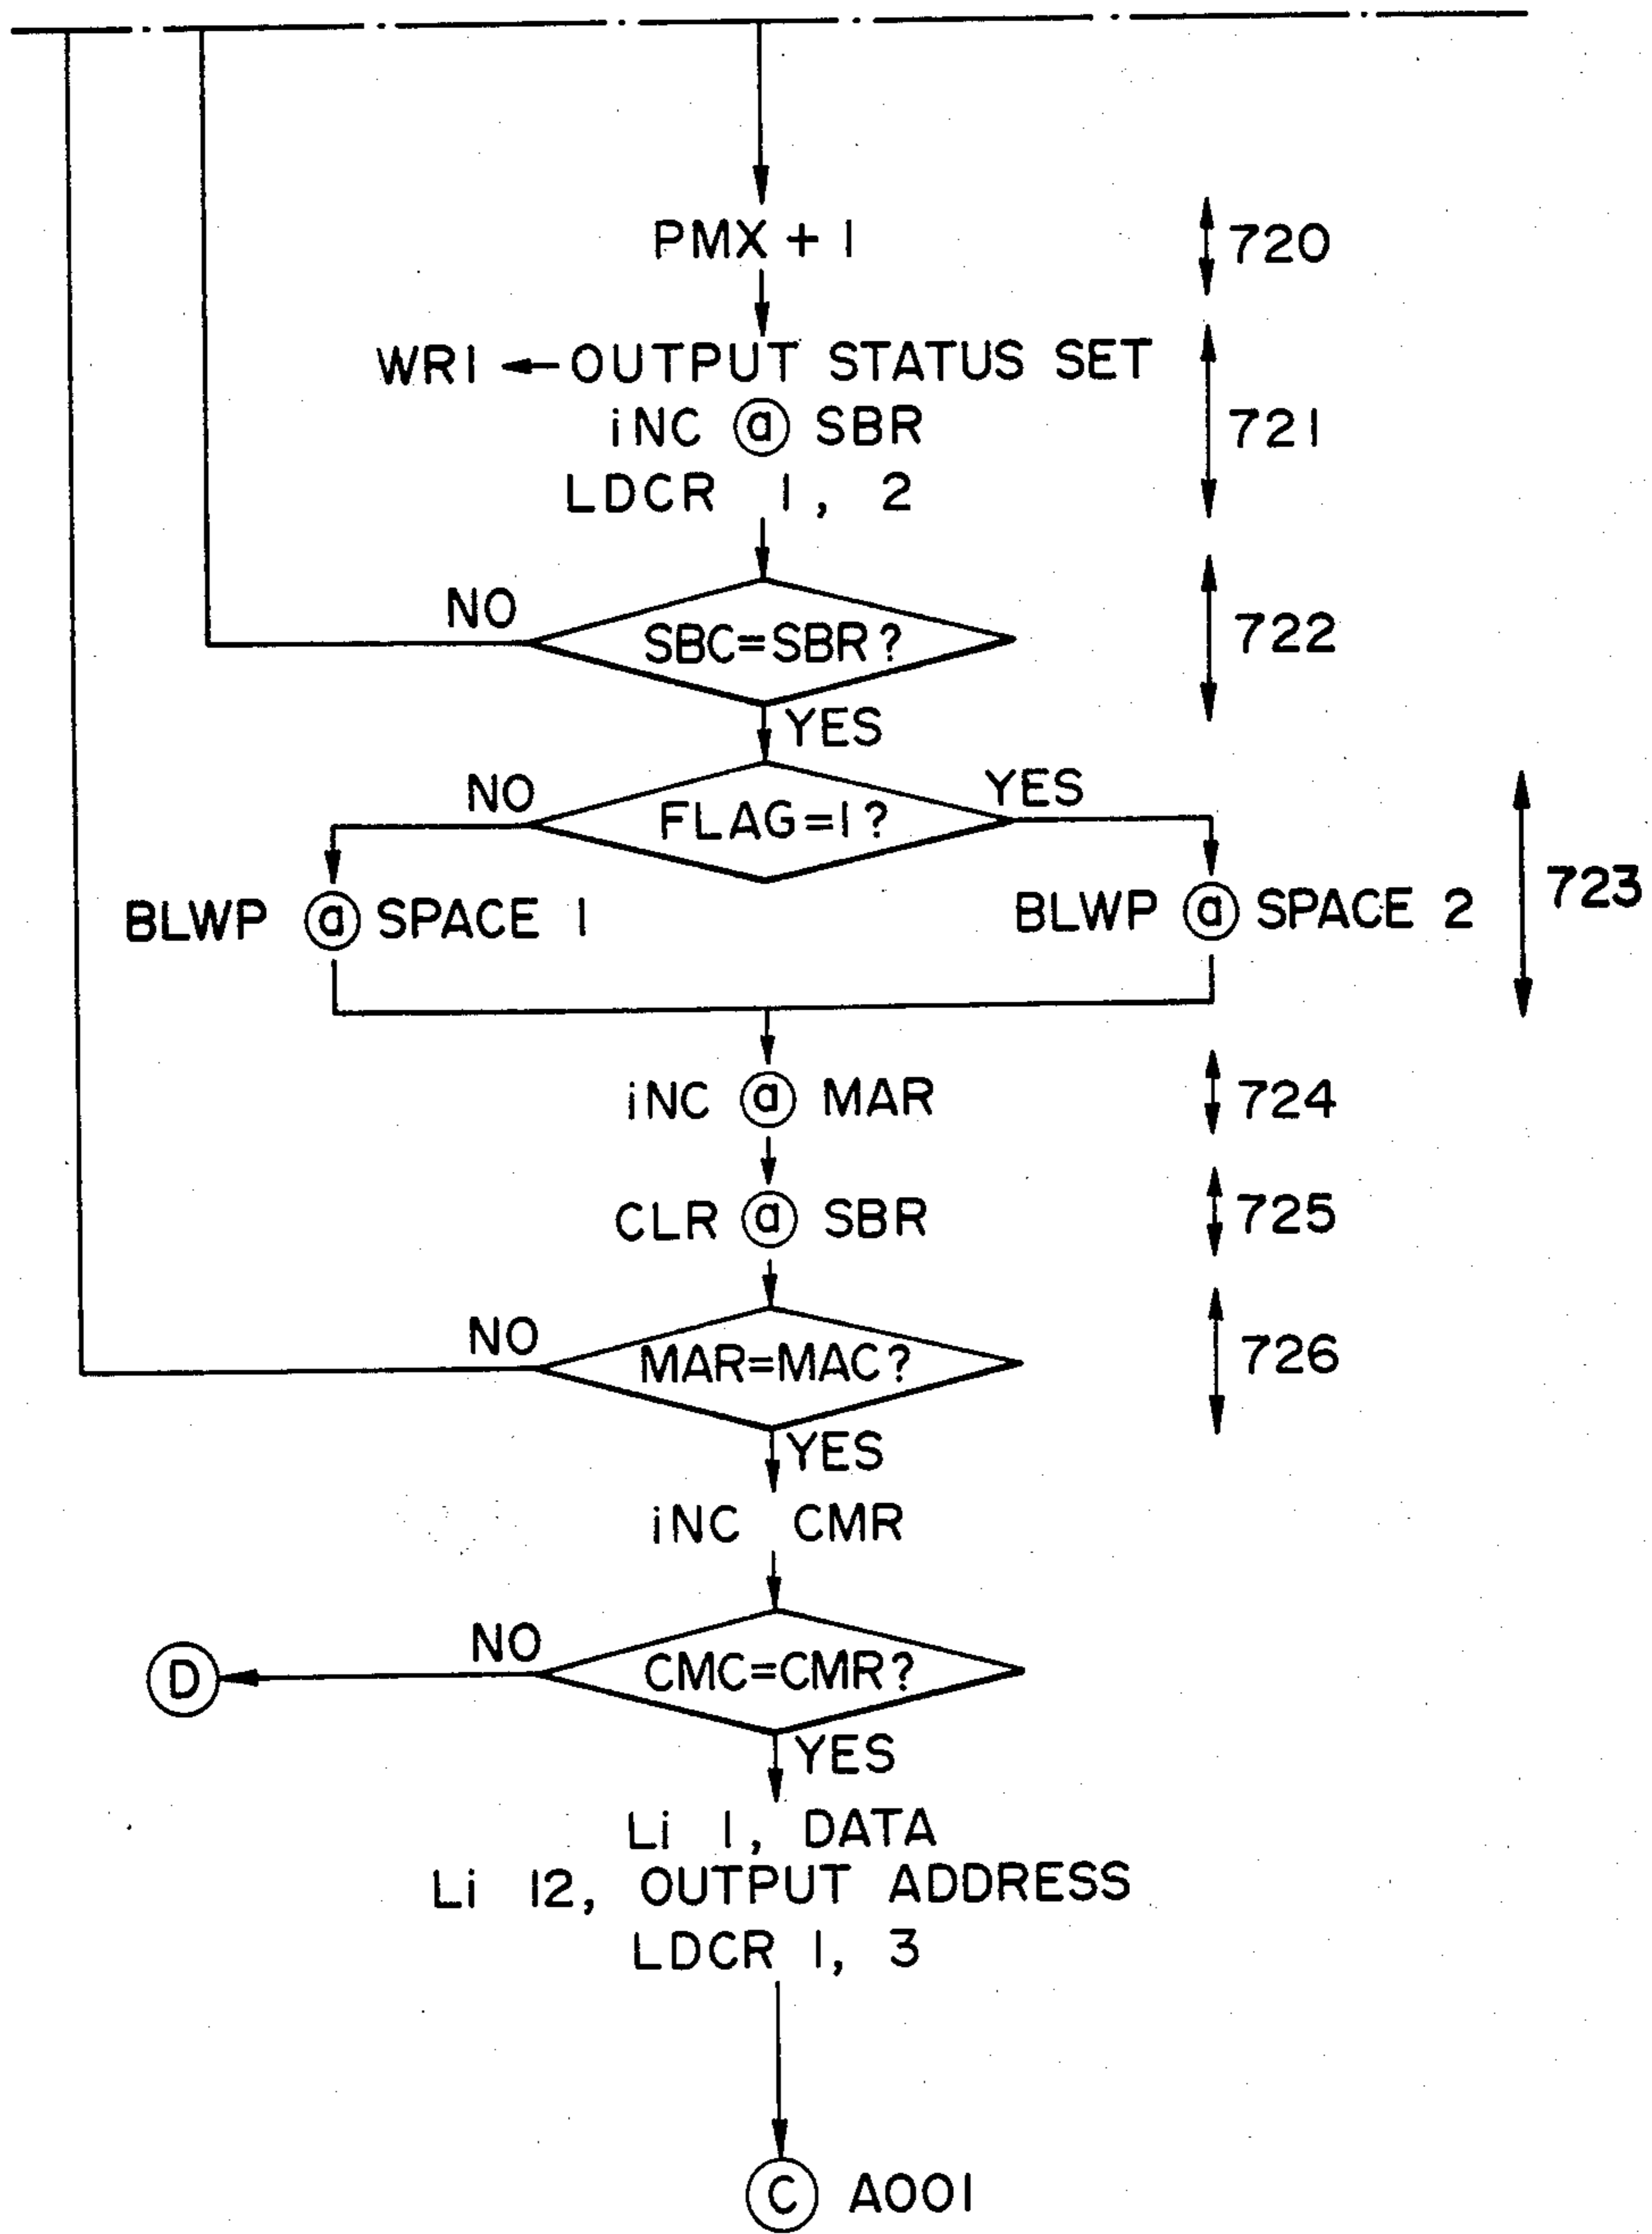 PMX + 1
720
WR1 ← OUTPUT STATUS SET
iNC ⓐ SBR
721
LDCR 1, 2
NO
SBC=SBR?
722
YES
NO
FLAG=1?
YES
BLWP ⓐ SPACE 1
BLWP ⓐ SPACE 2
723
iNC ⓐ MAR
724
CLR ⓐ SBR
725
NO
MAR=MAC?
726
YES
iNC CMR
NO
D
CMC=CMR?
YES
Li 1, DATA
Li 12, OUTPUT ADDRESS
LDCR 1, 3
C A001